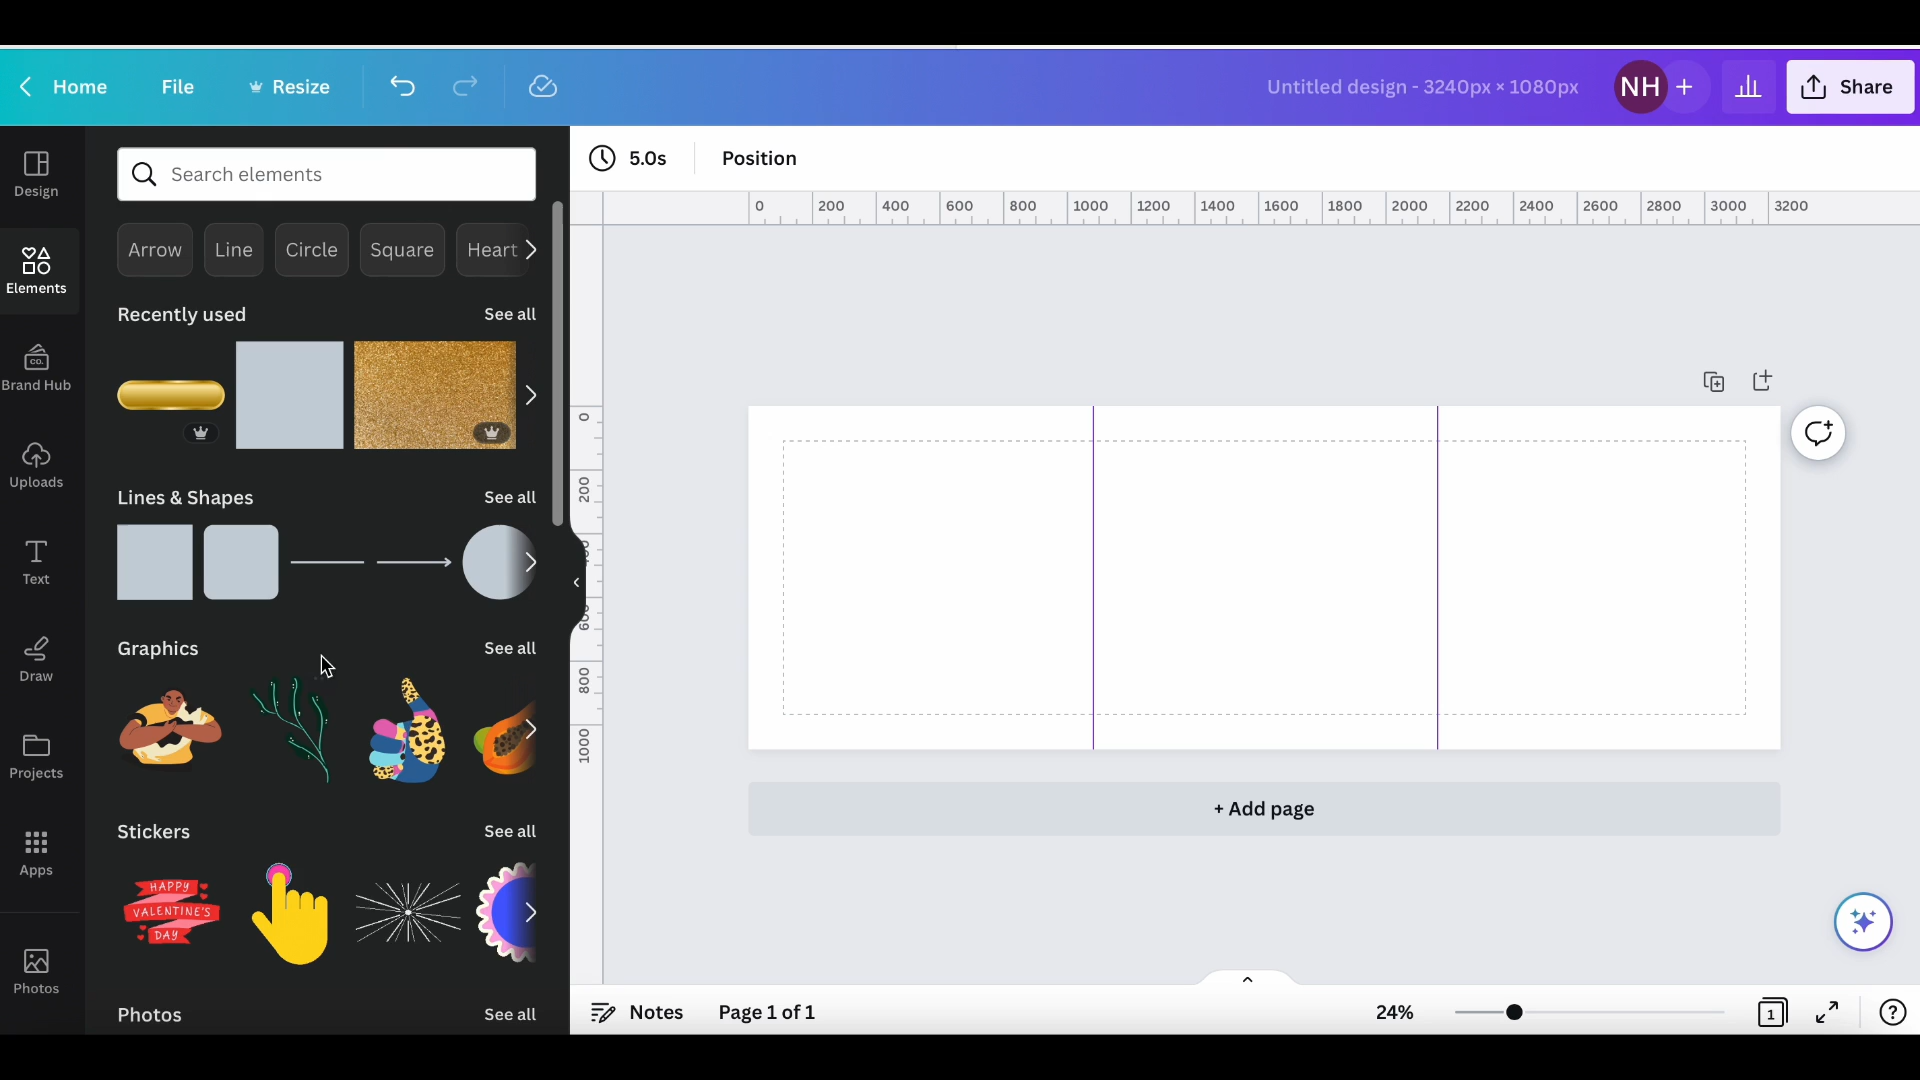 Home File Resize Untitled design - 3240px × 1080px NH + Share
Design
Elements
Brand Hub
CO.
Uploads
Text
Draw
Projects
Apps
Photos
Search elements
Arrow Line Circle Square Heart
Recently used See all
Lines & Shapes See all
Graphics See all
Stickers See all
HAPPY
VALENTINE'S
DAY
Photos See all
5.0s Position
0 200 400 600 800 1000 1200 1400 1600 1800 2000 2200 2400 2600 2800 3000 3200
0
200
600
800
1000
+ Add page
Notes Page 1 of 1 24% 1 ?